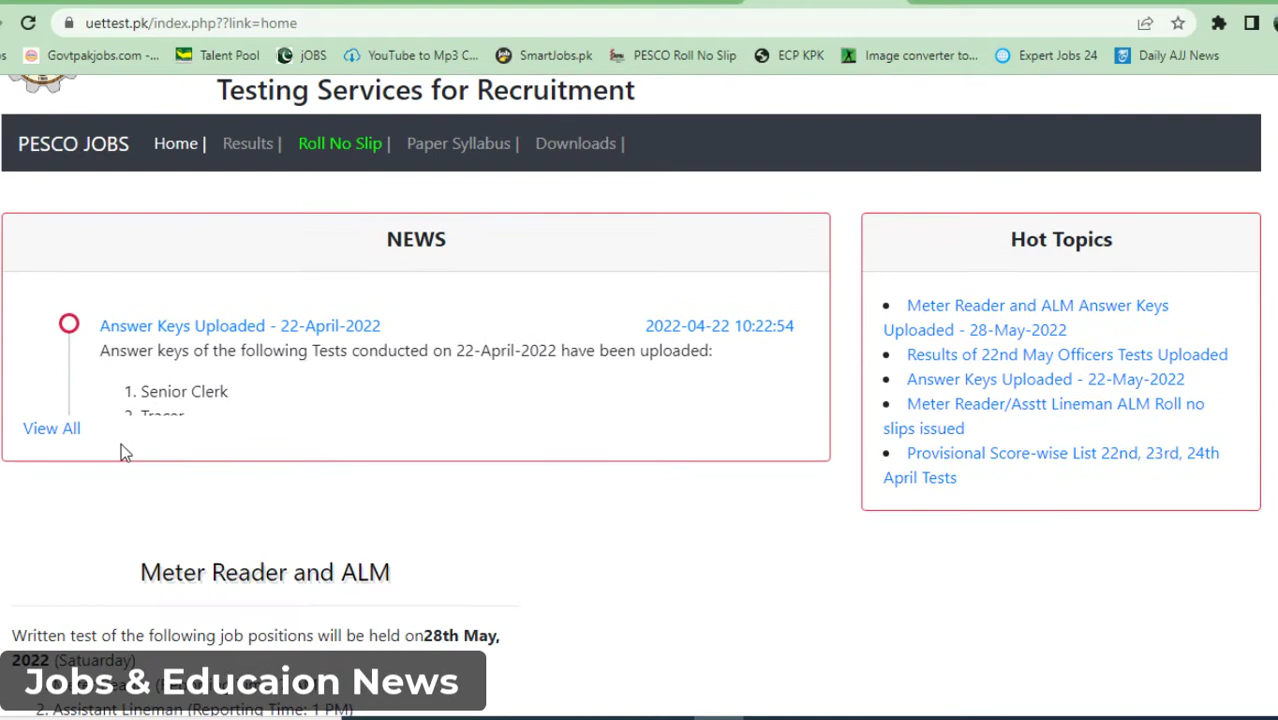 uettest.pk/index.php??link=home
Govtpakjobs.com -... Talent Pool jOBS YouTube to Mp3 C... SmartJobs.pk PESCO Roll No Slip ECP KPK Image converter to... Expert Jobs 24 Daily AJJ News
Testing Services for Recruitment
PESCO JOBS Home | Results | Roll No Slip | Paper Syllabus | Downloads |
NEWS
Answer Keys Uploaded - 22-April-2022 2022-04-22 10:22:54
Answer keys of the following Tests conducted on 22-April-2022 have been uploaded:
1. Senior Clerk
2. Tracer
View All
Hot Topics
Meter Reader and ALM Answer Keys
Uploaded - 28-May-2022
Results of 22nd May Officers Tests Uploaded
Answer Keys Uploaded - 22-May-2022
Meter Reader/Asstt Lineman ALM Roll no
slips issued
Provisional Score-wise List 22nd, 23rd, 24th
April Tests
Meter Reader and ALM
Written test of the following job positions will be held on28th May,
2022 (Satuarday)
Jobs & Educaion News
2. Assistant Lineman (Reporting Time: 1 PM)